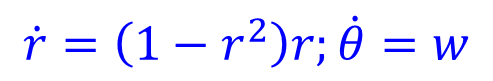 ṙ = (1 − r²)r; θ̇ = w